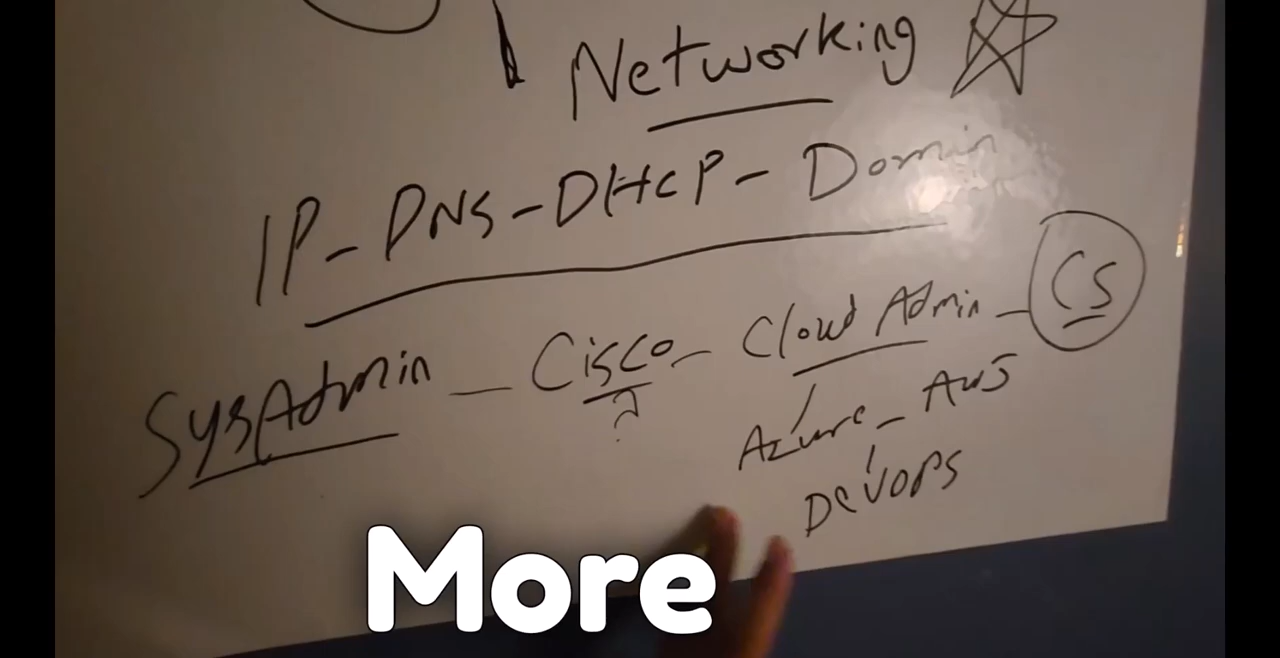 Networking
IP - DNS - DHCP - Domin
SysAdmin - Cisco - Cloud Admin - CS
?
Azure - AWS
DevOPS
More